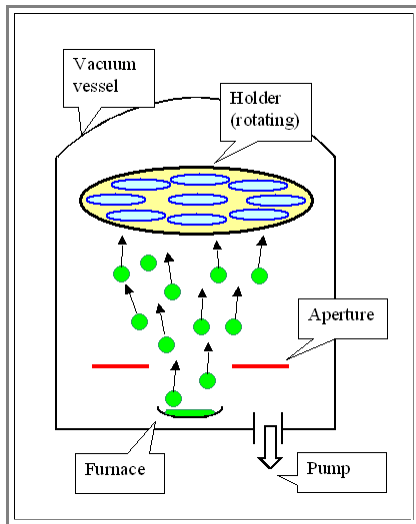 Vacuum
vessel
Holder
(rotating)
Aperture
Furnace
Pump